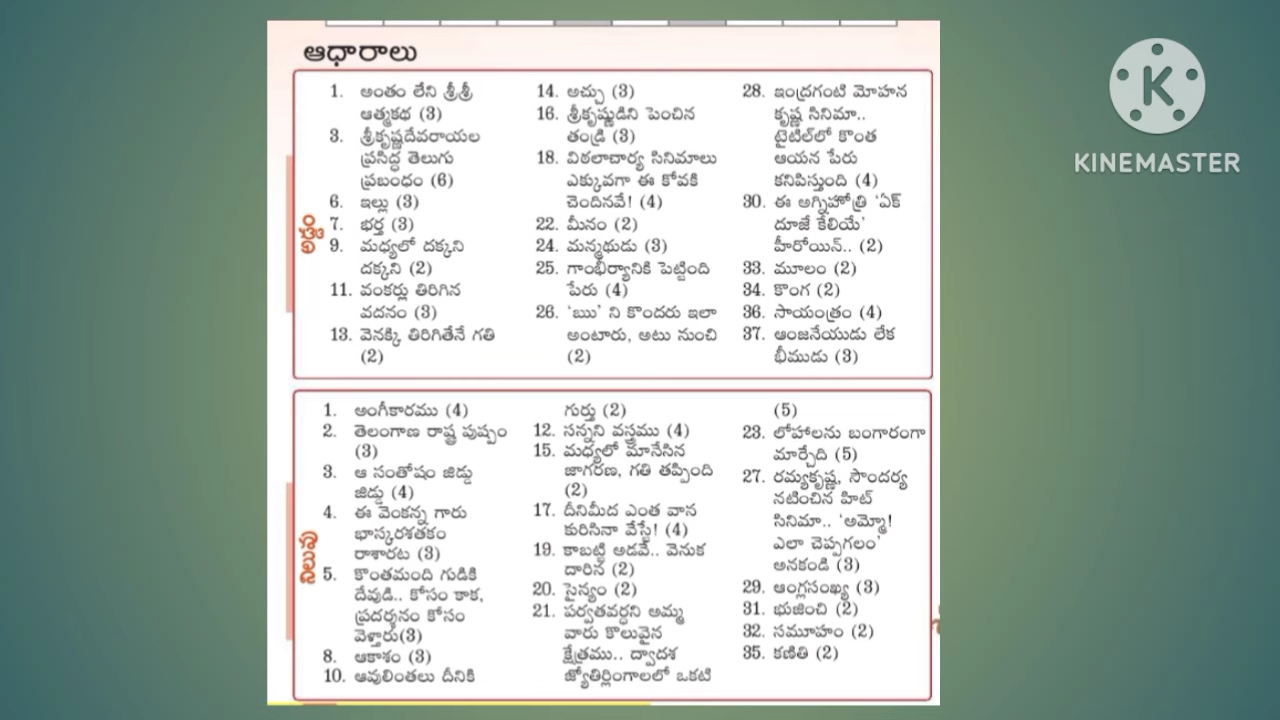 ఆధారాలు
అడ్డం
1. అంతం లేని శ్రీశ్రీ
ఆత్మకథ (3)
3. శ్రీకృష్ణదేవరాయల
ప్రసిద్ధ తెలుగు
ప్రబంధం (6)
6. ఇల్లు (3)
7. భర్త (3)
9. మధ్యలో దక్కని
దక్కని (2)
11. వంకర్లు తిరిగిన
వదనం (3)
13. వెనక్కి తిరిగితేనే గతి
(2)
14. అచ్చు (3)
16. శ్రీకృష్ణుడిని పెంచిన
తండ్రి (3)
18. విఠలాచార్య సినిమాలు
ఎక్కువగా ఈ కోవకి
చెందినవే! (4)
22. మీనం (2)
24. మన్మథుడు (3)
25. గాంభీర్యానికి పెట్టింది
పేరు (4)
26. 'ఋ' ని కొందరు ఇలా
అంటారు, అటు నుంచి
(2)
28. ఇంద్రగంటి మోహన
కృష్ణ సినిమా..
టైటిల్‌లో కొంత
ఆయన పేరు
కనిపిస్తుంది (4)
30. ఈ అగ్నిహోత్రి 'ఏక్
దూజే కేలియే'
హీరోయిన్.. (2)
33. మూలం (2)
34. కొంగ (2)
36. సాయంత్రం (4)
37. ఆంజనేయుడు లేక
భీముడు (3)
నిలువు
1. అంగీకారము (4)
2. తెలంగాణ రాష్ట్ర పుష్పం
(3)
3. ఆ సంతోషం జిడ్డు
జిడ్డు (4)
4. ఈ వెంకన్న గారు
భాస్కరశతకం
రాశారట (3)
5. కొంతమంది గుడికి
దేవుడి.. కోసం కాక,
ప్రదర్శనం కోసం
వెళ్తారు(3)
8. ఆకాశం (3)
10. ఆవులింతలు దీనికి
గుర్తు (2)
12. సన్నని వస్త్రము (4)
15. మధ్యలో మానేసిన
జాగరణ, గతి తప్పింది
(2)
17. దీనిమీద ఎంత వాన
కురిసినా వేస్టే! (4)
19. కాబట్టి అడవే.. వెనుక
దారిన (2)
20. సైన్యం (2)
21. పర్వతవర్ధని అమ్మ
వారు కొలువైన
క్షేత్రము.. ద్వాదశ
జ్యోతిర్లింగాలలో ఒకటి
(5)
23. లోహాలను బంగారంగా
మార్చేది (5)
27. రమ్యకృష్ణ, సౌందర్య
నటించిన హిట్
సినిమా.. 'అమ్మో!
ఎలా చెప్పగలం'
అనకండి (3)
29. ఆంగ్లసంఖ్య (3)
31. భుజించి (2)
32. సమూహం (2)
35. కణితి (2)
K
KINEMASTER